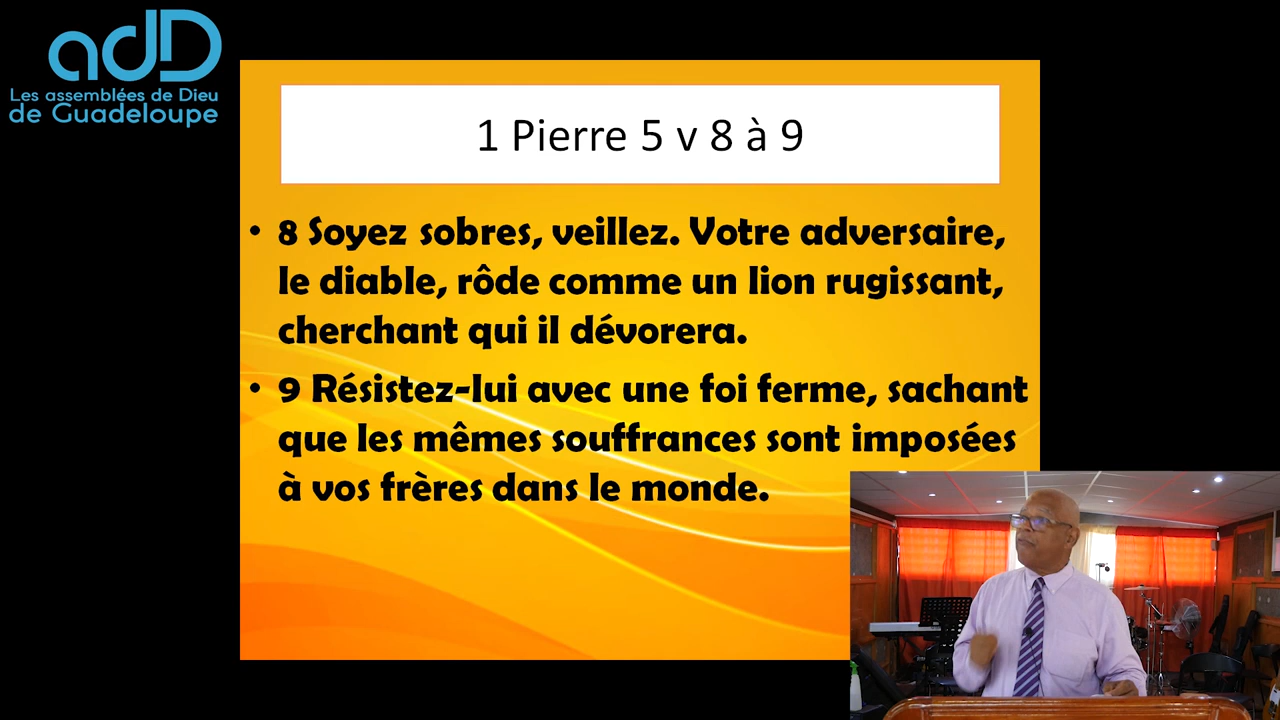 adD
Les assemblées de Dieu
de Guadeloupe
1 Pierre 5 v 8 à 9
• 8 Soyez sobres, veillez. Votre adversaire,
le diable, rôde comme un lion rugissant,
cherchant qui il dévorera.
• 9 Résistez-lui avec une foi ferme, sachant
que les mêmes souffrances sont imposées
à vos frères dans le monde.